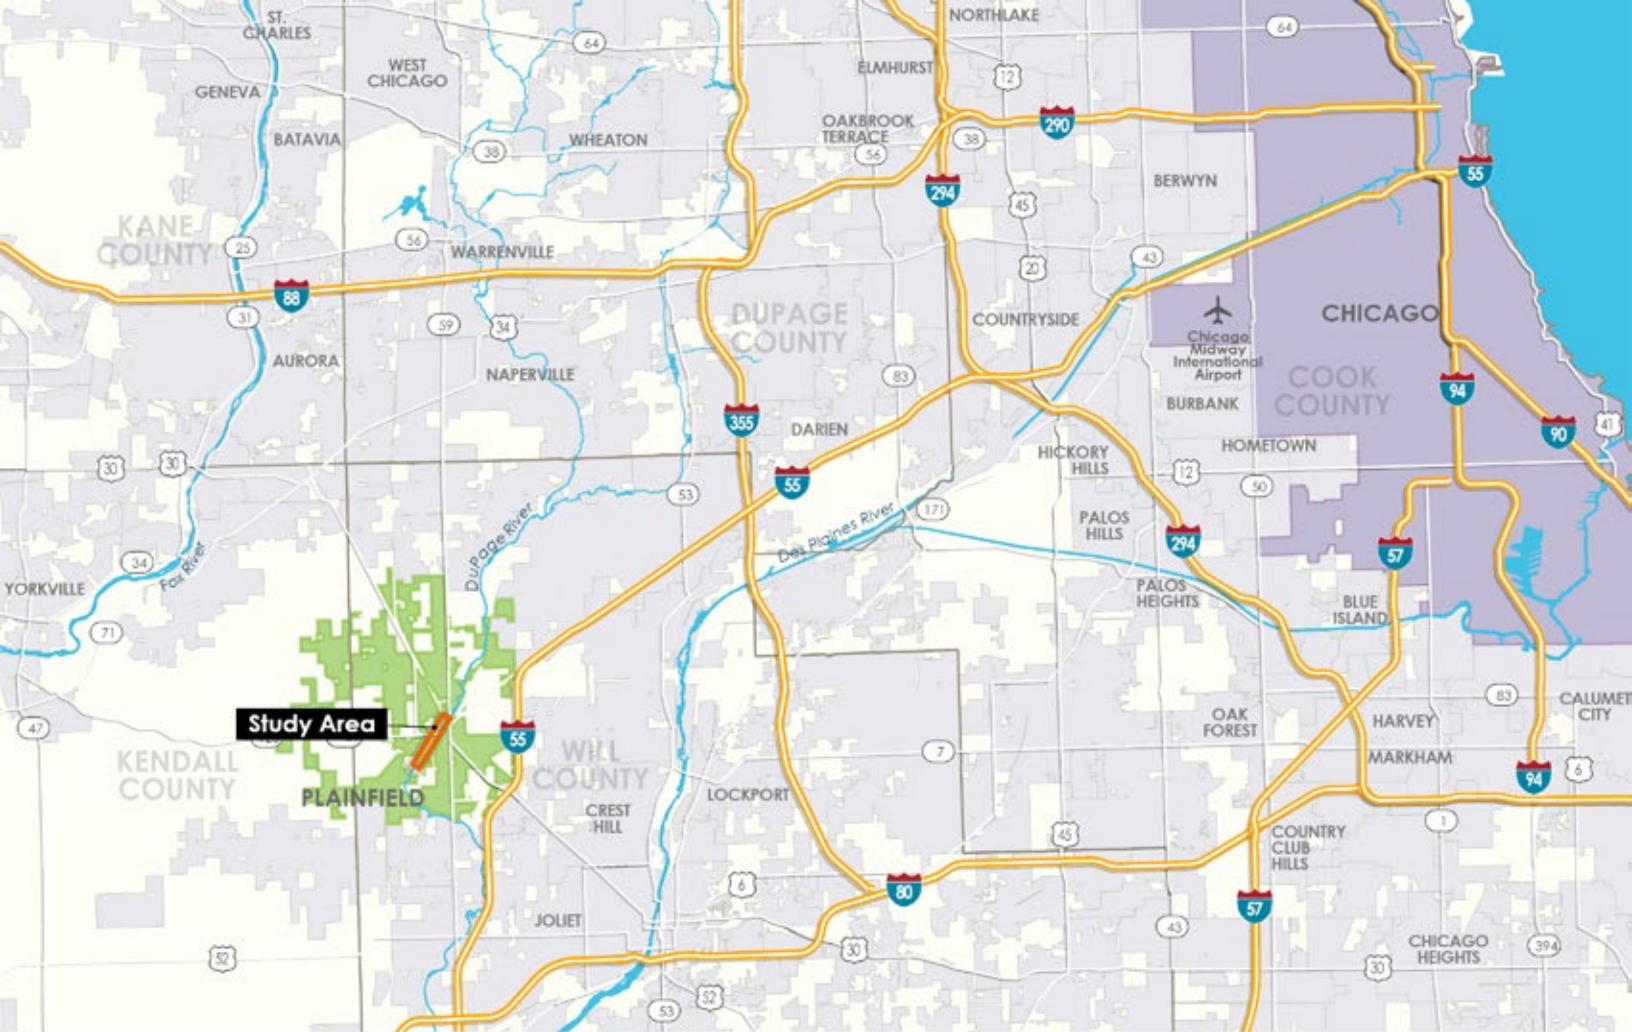 ST.
CHARLES
NORTHLAKE
64
64
WEST
CHICAGO
ELMHURST
12
GENEVA
OAKBROOK
TERRACE
290
BATAVIA
WHEATON
38
56
38
55
BERWYN
294
45
KANE
COUNTY
25
56
WARRENVILLE
43
20
88
31
59
34
DUPAGE
COUNTY
COUNTRYSIDE
CHICAGO
Chicago
Midway
International
Airport
AURORA
NAPERVILLE
83
COOK
COUNTY
94
BURBANK
355
DARIEN
90
41
HOMETOWN
HICKORY
HILLS
30
30
12
50
55
53
171
DuPage River
Des Plaines River
PALOS
HILLS
294
57
34
Fox River
YORKVILLE
PALOS
HEIGHTS
BLUE
ISLAND
71
83
CALUMET
CITY
47
Study Area
55
OAK
FOREST
HARVEY
7
MARKHAM
KENDALL
COUNTY
WILL
COUNTY
94
6
PLAINFIELD
LOCKPORT
CREST
HILL
45
1
COUNTRY
CLUB
HILLS
6
80
57
JOLIET
43
30
CHICAGO
HEIGHTS
394
52
30
52
53